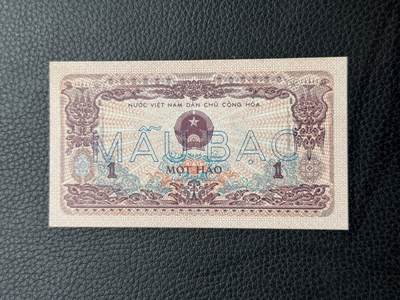 NƯỚC VIỆT NAM DÂN CHỦ CỘNG HÒA
MẪU BẠC
1 MỘT HÀO 1